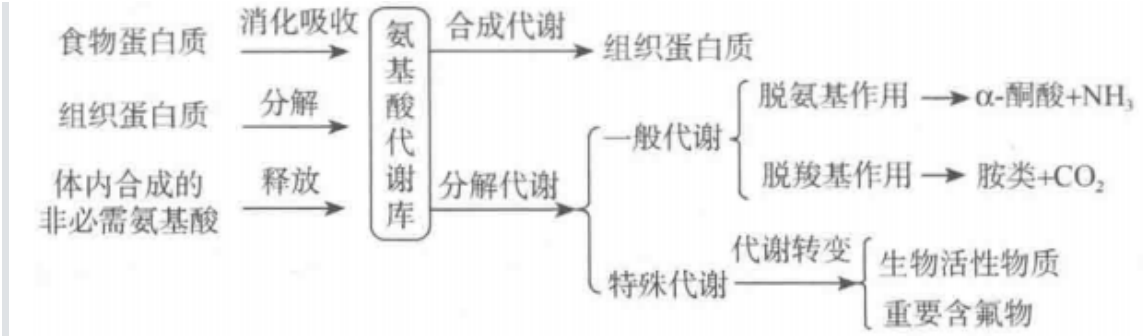 食物蛋白质
消化吸收
组织蛋白质
分解
体内合成的
非必需氨基酸
释放
氨基酸代谢库
合成代谢
组织蛋白质
分解代谢
一般代谢
脱氨基作用
α-酮酸+NH₃
脱羧基作用
胺类+CO₂
特殊代谢
代谢转变
生物活性物质
重要含氟物